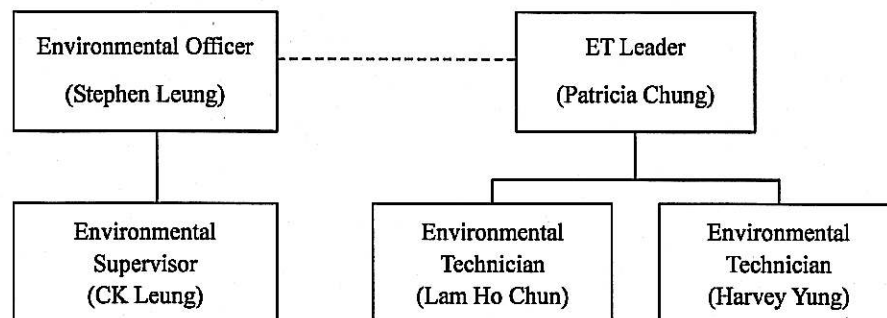 Environmental Officer
(Stephen Leung)
ET Leader
(Patricia Chung)
Environmental
Supervisor
(CK Leung)
Environmental
Technician
(Lam Ho Chun)
Environmental
Technician
(Harvey Yung)